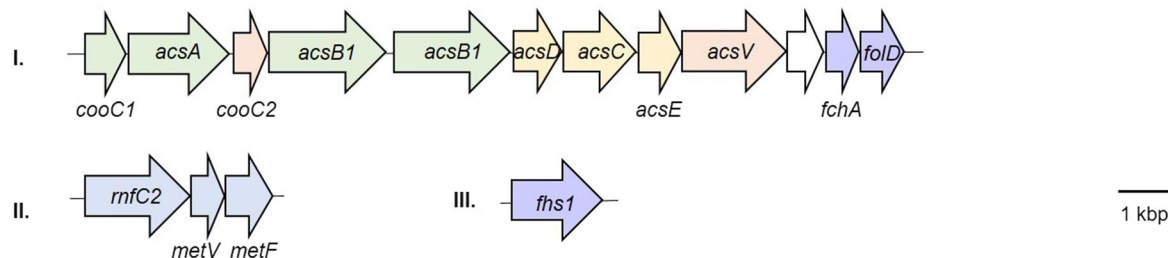 I.
acsA
acsB1
acsB1
acsD
acsC
acsV
folD
cooC1
cooC2
acsE
fchA
II.
rnfC2
metV
metF
III.
fhs1
1 kbp